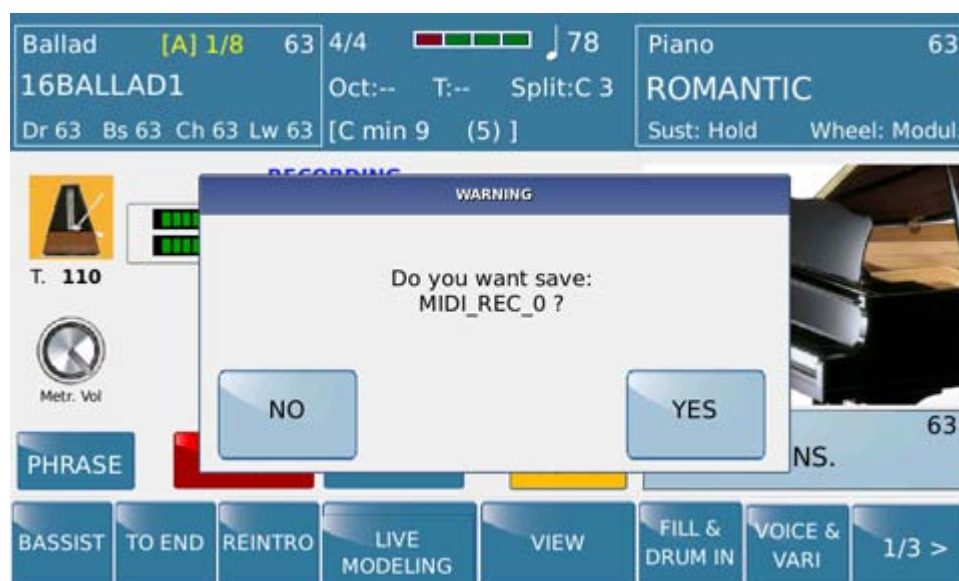 Ballad [A] 1/8 63
16BALLAD1
Dr 63 Bs 63 Ch 63 Lw 63
4/4 78
Oct:-- T:-- Split:C 3
[C min 9 (5) ]
Piano 63
ROMANTIC
Sust: Hold Wheel: Modul.
RECORDING
WARNING
Do you want save:
MIDI_REC_0 ?
NO
YES
T. 110
Metr. Vol
63
NS.
PHRASE
BASSIST
TO END
REINTRO
LIVE
MODELING
VIEW
FILL &
DRUM IN
VOICE &
VARI
1/3 >